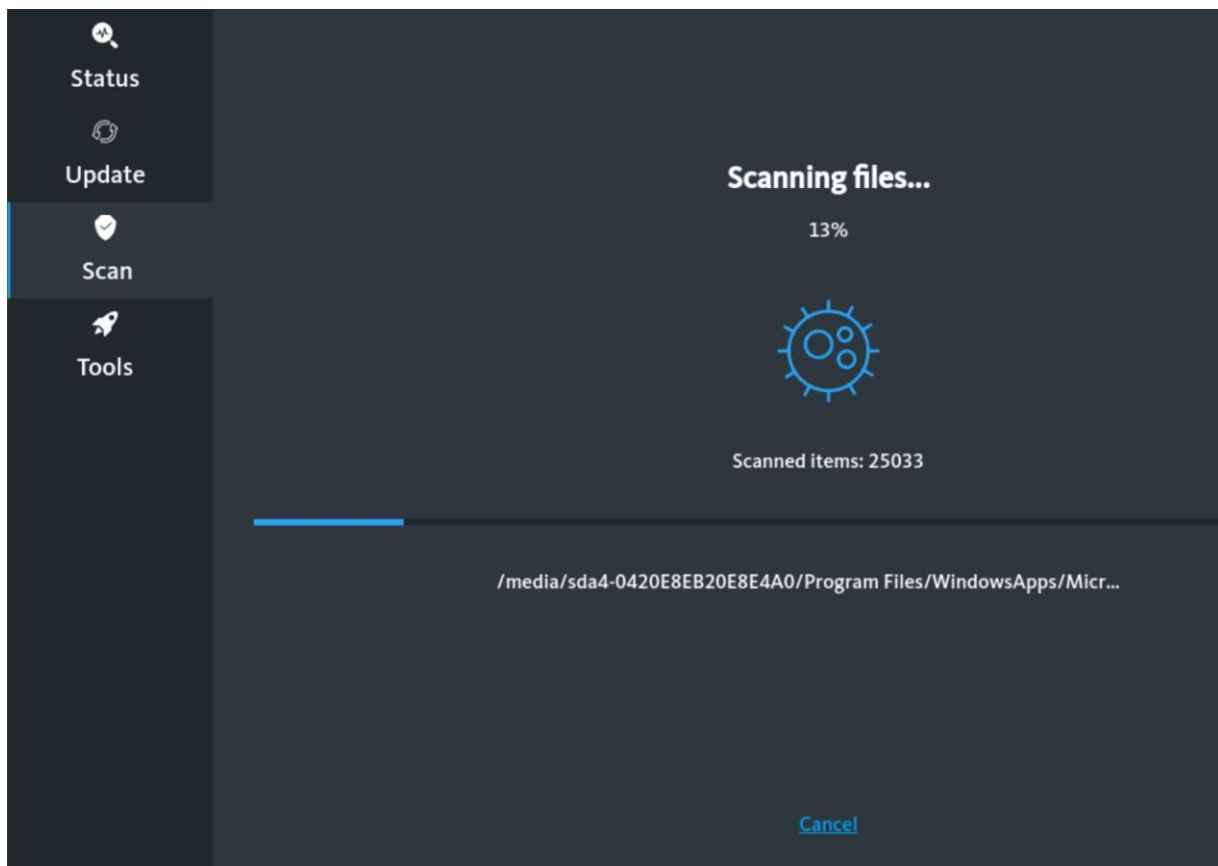 Status
Update
Scan
Tools
Scanning files...
13%
Scanned items: 25033
/media/sda4-0420E8EB20E8E4A0/Program Files/WindowsApps/Micr...
Cancel